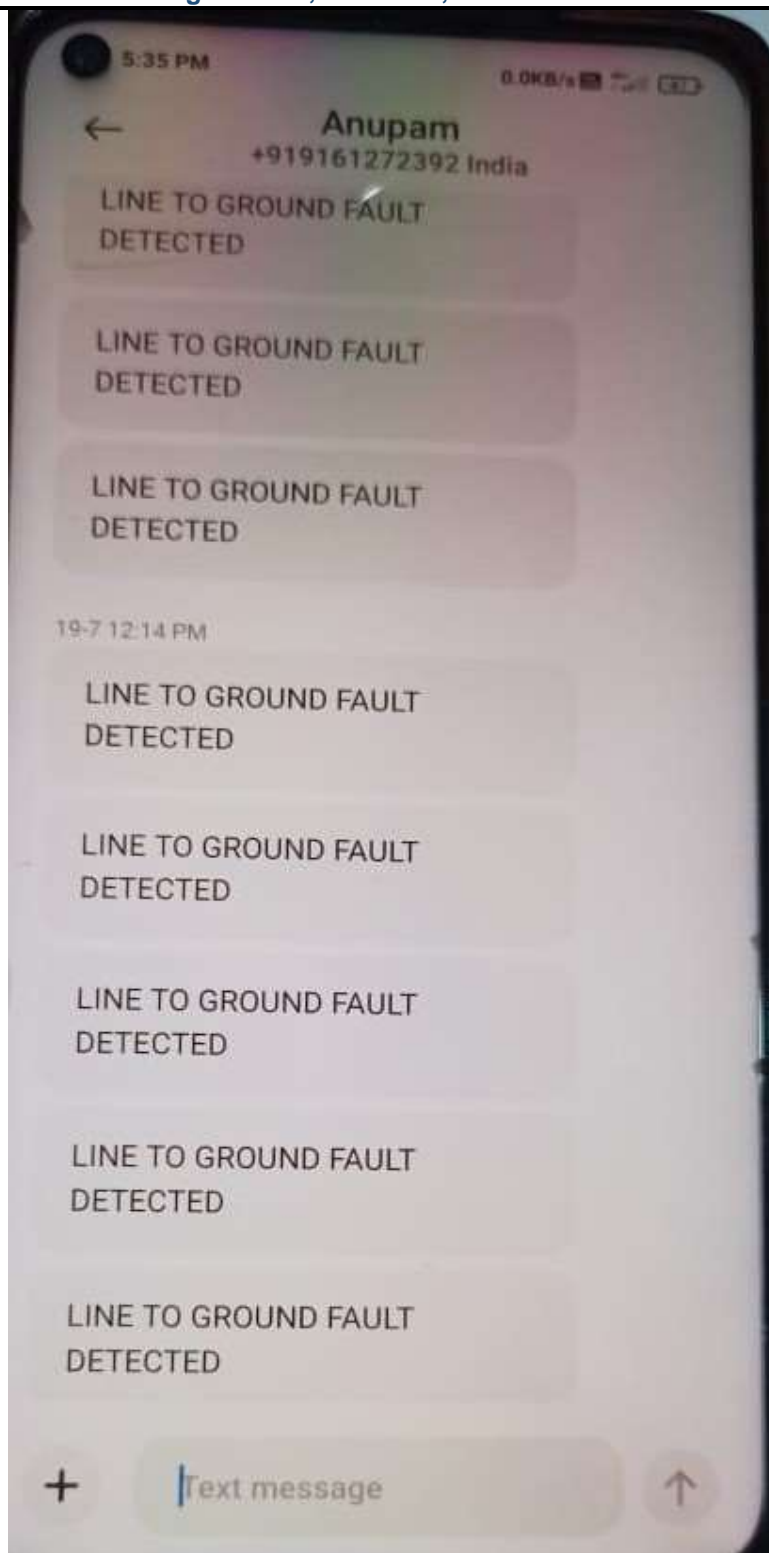 5:35 PM
0.0KB/s
Anupam
+919161272392 India
LINE TO GROUND FAULT
DETECTED
LINE TO GROUND FAULT
DETECTED
LINE TO GROUND FAULT
DETECTED
19-7 12:14 PM
LINE TO GROUND FAULT
DETECTED
LINE TO GROUND FAULT
DETECTED
LINE TO GROUND FAULT
DETECTED
LINE TO GROUND FAULT
DETECTED
LINE TO GROUND FAULT
DETECTED
Text message